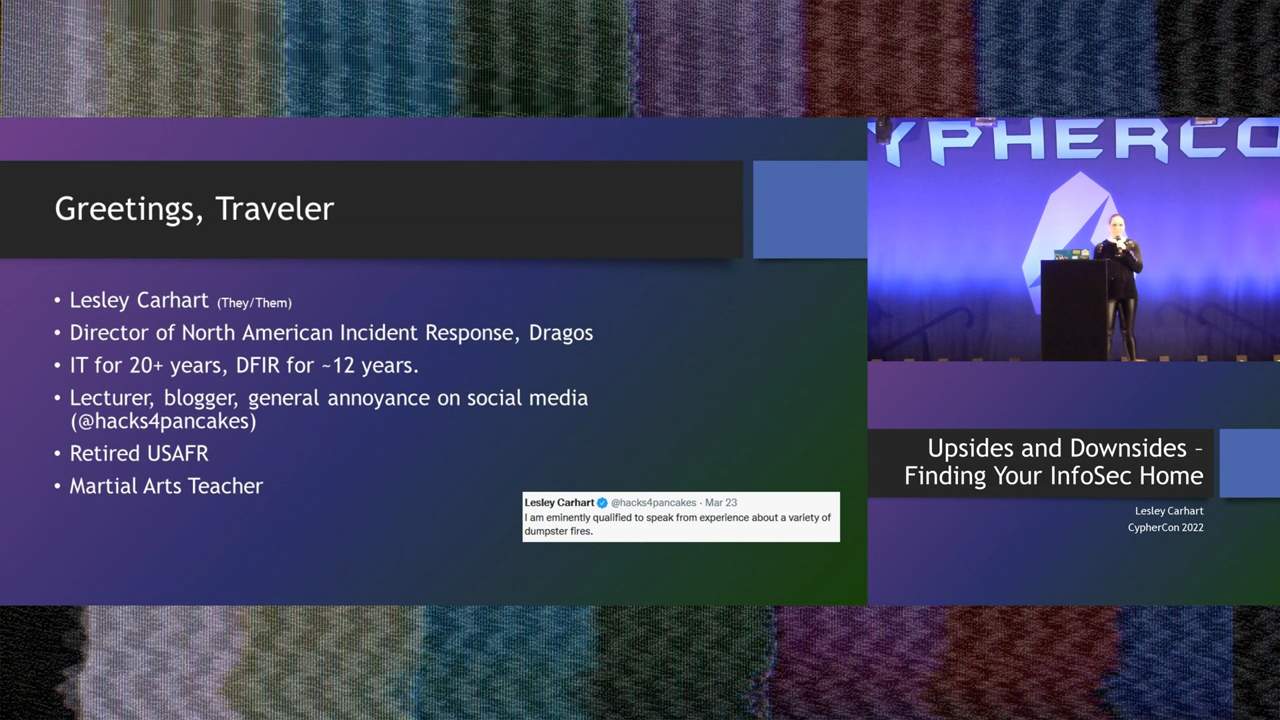 Greetings, Traveler
• Lesley Carhart (They/Them)
• Director of North American Incident Response, Dragos
• IT for 20+ years, DFIR for ~12 years.
• Lecturer, blogger, general annoyance on social media
(@hacks4pancakes)
• Retired USAFR
• Martial Arts Teacher
Lesley Carhart @hacks4pancakes · Mar 23
I am eminently qualified to speak from experience about a variety of
dumpster fires.
YPHERCO
Upsides and Downsides –
Finding Your InfoSec Home
Lesley Carhart
CypherCon 2022